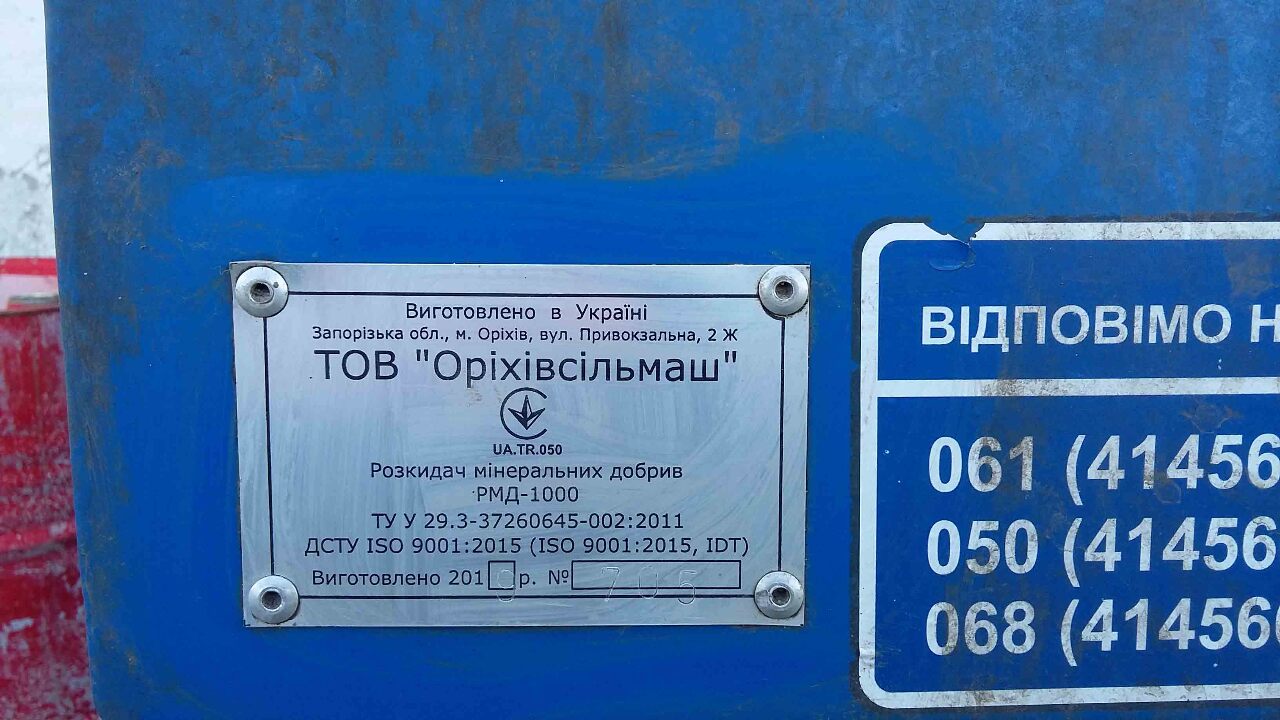 Виготовлено в Україні
Запорізька обл., м. Оріхів, вул. Привокзальна, 2 Ж
ТОВ "Оріхівсільмаш"
UA.TR.050
Розкидач мінеральних добрив
РМД-1000
ТУ У 29.3-37260645-002:2011
ДСТУ ISO 9001:2015 (ISO 9001:2015, IDT)
Виготовлено 2019 р. № 705
ВІДПОВІМО Н
061 (41456
050 (41456
068 (41456